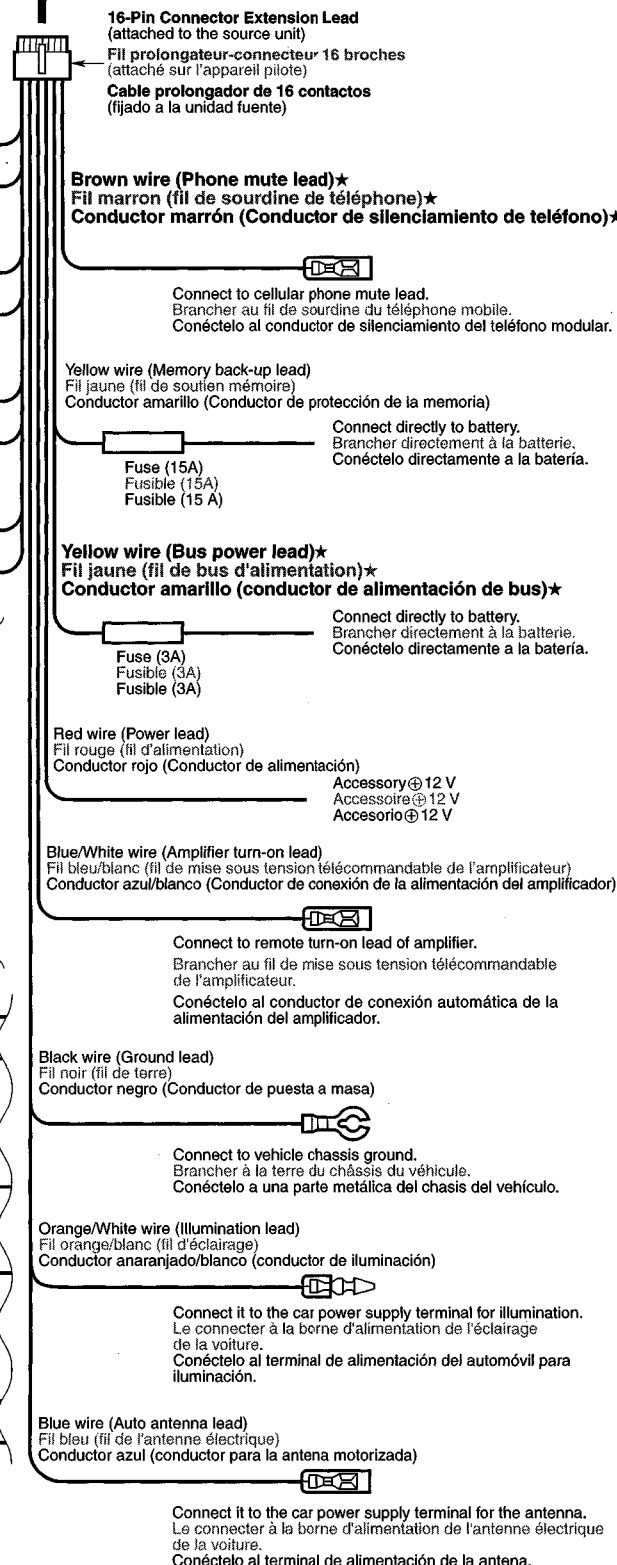 16-Pin Connector Extension Lead
(attached to the source unit)
Fil prolongateur-connecteur 16 broches
(attaché sur l'appareil pilote)
Cable prolongador de 16 contactos
(fijado a la unidad fuente)
Brown wire (Phone mute lead)★
Fil marron (fil de sourdine de téléphone)★
Conductor marrón (Conductor de silenciamiento de teléfono)★
Connect to cellular phone mute lead.
Brancher au fil de sourdine du téléphone mobile.
Conéctelo al conductor de silenciamiento del teléfono modular.
Yellow wire (Memory back-up lead)
Fil jaune (fil de soutien mémoire)
Conductor amarillo (Conductor de protección de la memoria)
Connect directly to battery.
Brancher directement à la batterie.
Conéctelo directamente a la batería.
Fuse (15A)
Fusible (15A)
Fusible (15 A)
Yellow wire (Bus power lead)★
Fil jaune (fil de bus d'alimentation)★
Conductor amarillo (conductor de alimentación de bus)★
Connect directly to battery.
Brancher directement à la batterie.
Conéctelo directamente a la batería.
Fuse (3A)
Fusible (3A)
Fusible (3A)
Red wire (Power lead)
Fil rouge (fil d'alimentation)
Conductor rojo (Conductor de alimentación)
Accessory⊕12 V
Accessoire⊕12 V
Accesorio⊕12 V
Blue/White wire (Amplifier turn-on lead)
Fil bleu/blanc (fil de mise sous tension télécommandable de l'amplificateur)
Conductor azul/blanco (Conductor de conexión de la alimentación del amplificador)
Connect to remote turn-on lead of amplifier.
Brancher au fil de mise sous tension télécommandable
de l'amplificateur.
Conéctelo al conductor de conexión automática de la
alimentación del amplificador.
Black wire (Ground lead)
Fil noir (fil de terre)
Conductor negro (Conductor de puesta a masa)
Connect to vehicle chassis ground.
Brancher à la terre du châssis du véhicule.
Conéctelo a una parte metálica del chasis del vehículo.
Orange/White wire (Illumination lead)
Fil orange/blanc (fil d'éclairage)
Conductor anaranjado/blanco (conductor de iluminación)
Connect it to the car power supply terminal for illumination.
Le connecter à la borne d'alimentation de l'éclairage
de la voiture.
Conéctelo al terminal de alimentación del automóvil para
iluminación.
Blue wire (Auto antenna lead)
Fil bleu (fil de l'antenne électrique)
Conductor azul (conductor para la antena motorizada)
Connect it to the car power supply terminal for the antenna.
Le connecter à la borne d'alimentation de l'antenne électrique
de la voiture.
Conéctelo al terminal de alimentación de la antena.